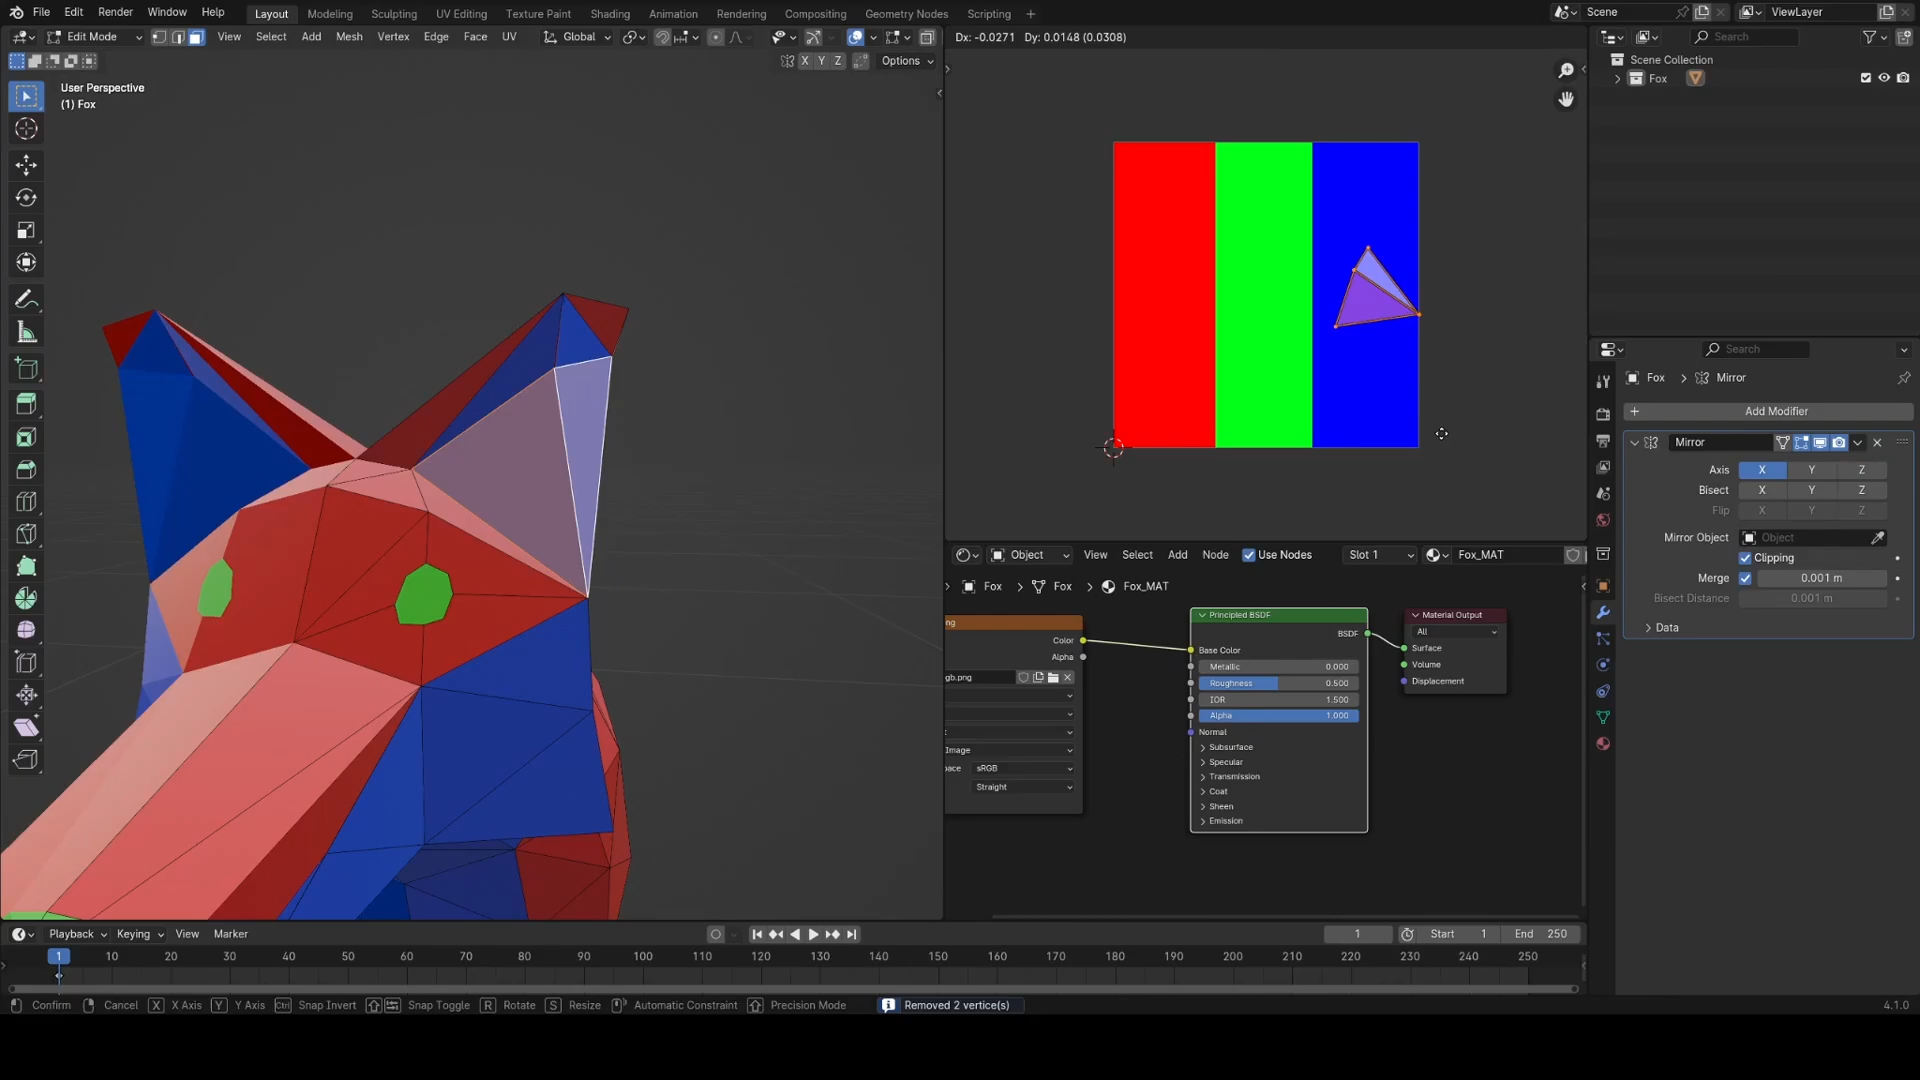 File Edit Render Window Help Layout Modeling Sculpting UV Editing Texture Paint Shading Animation Rendering Compositing Geometry Nodes Scripting + Scene ViewLayer
Edit Mode View Select Add Mesh Vertex Edge Face UV Global Dx: -0.0271 Dy: 0.0148 (0.0308) Search
X Y Z Options Scene Collection
Fox
User Perspective
(1) Fox
Search
Fox > Mirror
Add Modifier
Mirror
Axis X Y Z
Bisect X Y Z
Flip X Y Z
Mirror Object Object
Clipping
Merge 0.001 m
Bisect Distance 0.001 m
Data
Object View Select Add Node Use Nodes Slot 1 Fox_MAT
Fox > Fox > Fox_MAT
ng
Color
Alpha
gb.png
t
Image
ace sRGB
Straight
Principled BSDF
BSDF
Base Color
Metallic 0.000
Roughness 0.500
IOR 1.500
Alpha 1.000
Normal
Subsurface
Specular
Transmission
Coat
Sheen
Emission
Material Output
All
Surface
Volume
Displacement
Playback Keying View Marker 1 Start 1 End 250
1 10 20 30 40 50 60 70 80 90 100 110 120 130 140 150 160 170 180 190 200 210 220 230 240 250
Confirm Cancel X X Axis Y Y Axis Ctrl Snap Invert Snap Toggle R Rotate S Resize Automatic Constraint Precision Mode Removed 2 vertice(s) 4.1.0